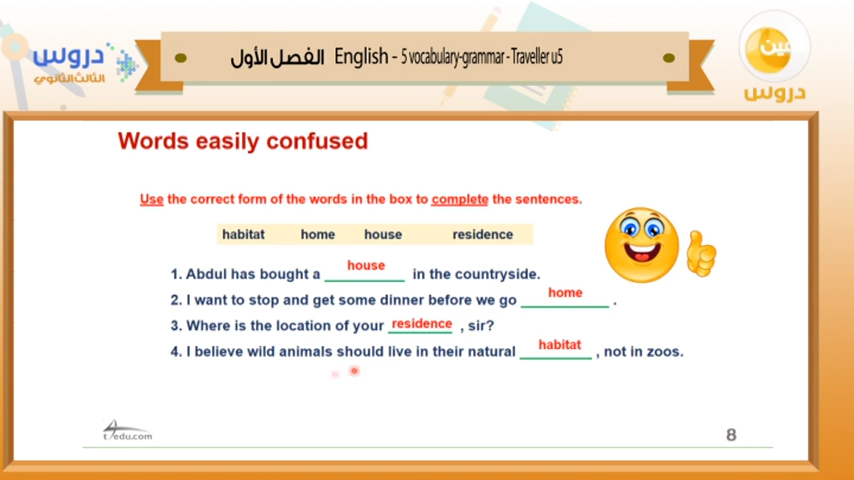 دروس
الثالث الثانوي
الفصل الأول English - 5 vocabulary-grammar - Traveller u5
عين
دروس
Words easily confused
Use the correct form of the words in the box to complete the sentences.
habitat home house residence
1. Abdul has bought a house in the countryside.
2. I want to stop and get some dinner before we go home .
3. Where is the location of your residence , sir?
4. I believe wild animals should live in their natural habitat , not in zoos.
t4edu.com
8